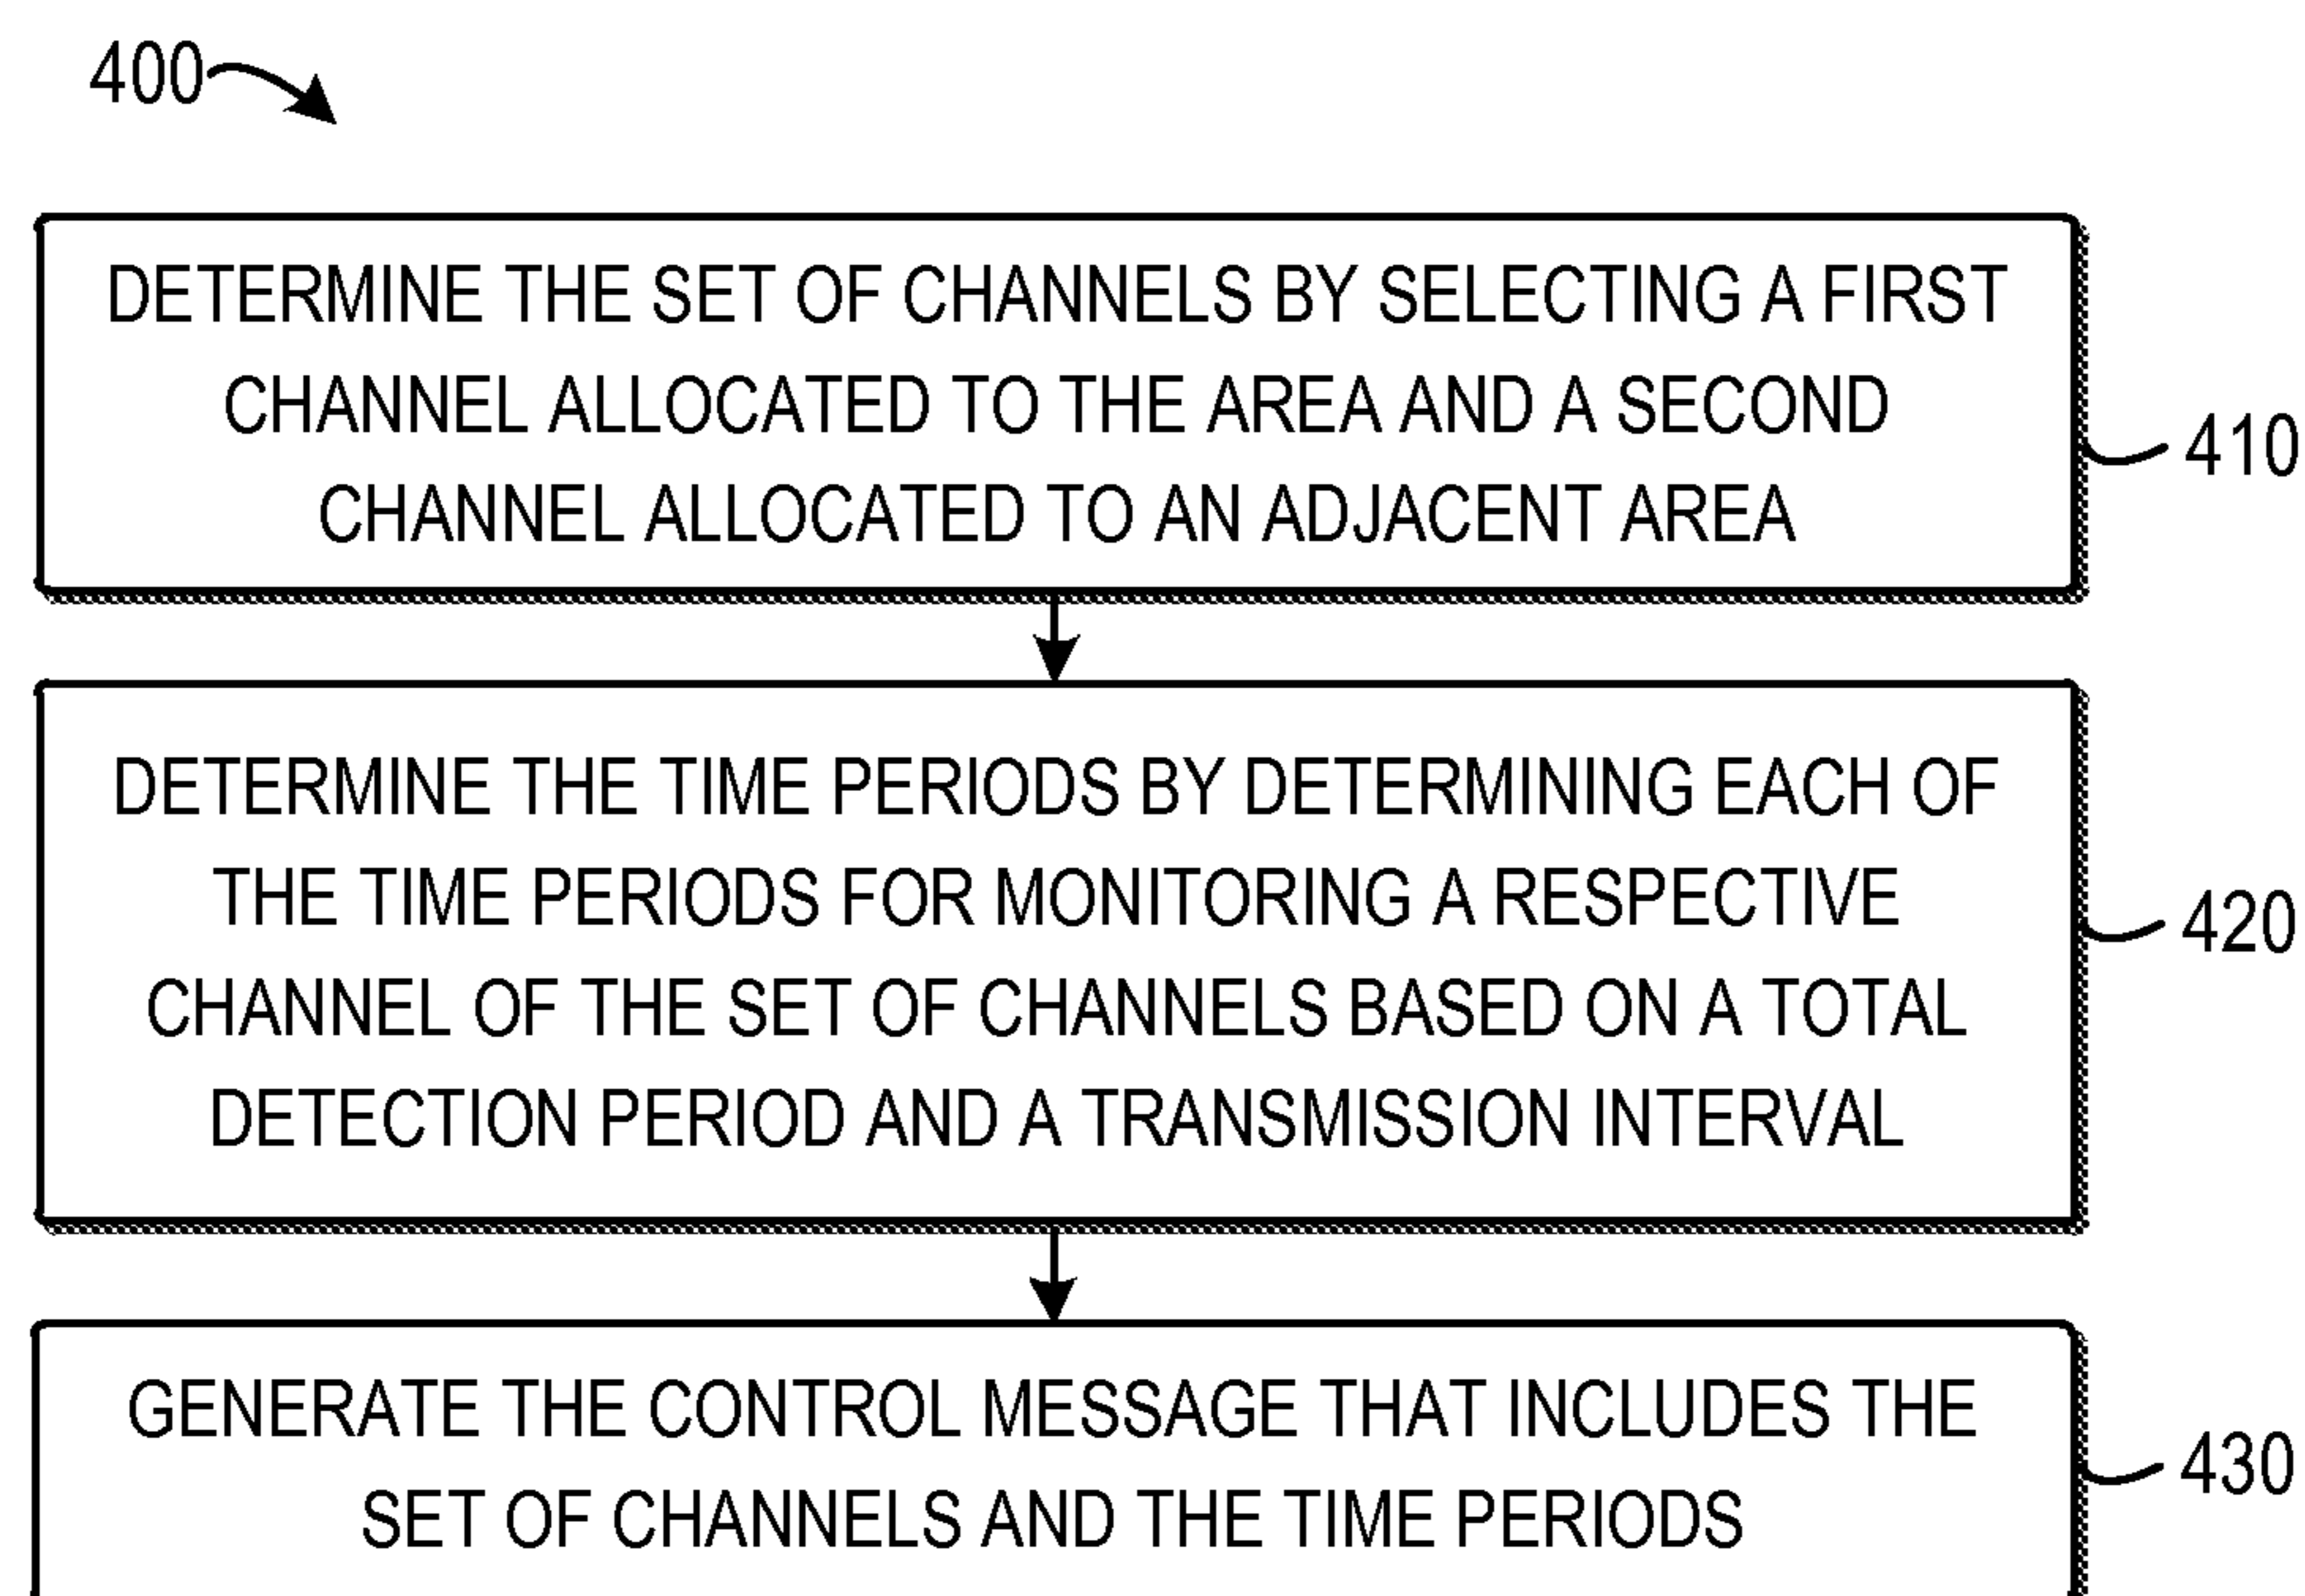 400
DETERMINE THE SET OF CHANNELS BY SELECTING A FIRST
CHANNEL ALLOCATED TO THE AREA AND A SECOND
CHANNEL ALLOCATED TO AN ADJACENT AREA
410
DETERMINE THE TIME PERIODS BY DETERMINING EACH OF
THE TIME PERIODS FOR MONITORING A RESPECTIVE
CHANNEL OF THE SET OF CHANNELS BASED ON A TOTAL
DETECTION PERIOD AND A TRANSMISSION INTERVAL
420
GENERATE THE CONTROL MESSAGE THAT INCLUDES THE
SET OF CHANNELS AND THE TIME PERIODS
430